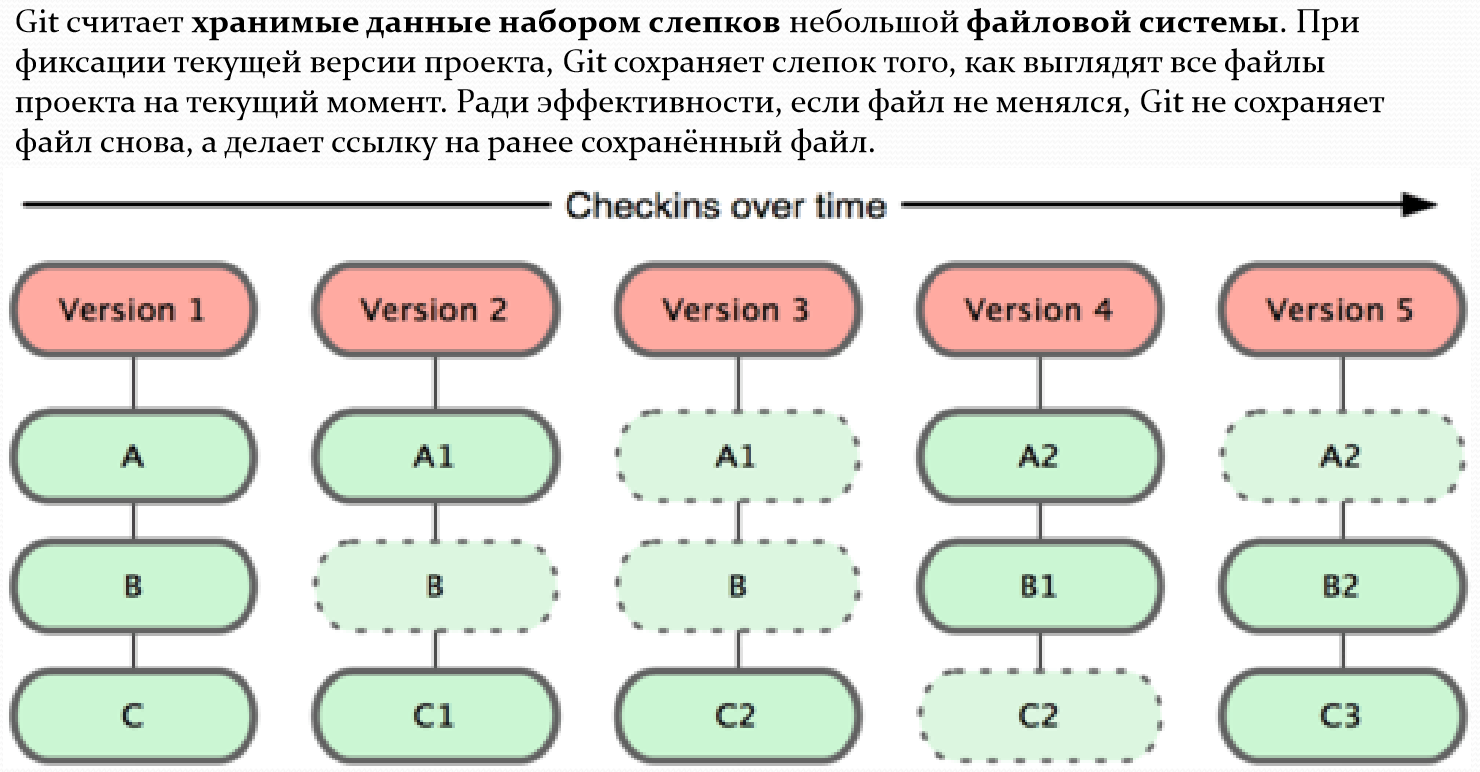 Git считает хранимые данные набором слепков небольшой файловой системы. При
фиксации текущей версии проекта, Git сохраняет слепок того, как выглядят все файлы
проекта на текущий момент. Ради эффективности, если файл не менялся, Git не сохраняет
файл снова, а делает ссылку на ранее сохранённый файл.
Checkins over time
Version 1 Version 2 Version 3 Version 4 Version 5
A A1 A1 A2 A2
B B B B1 B2
C C1 C2 C2 C3